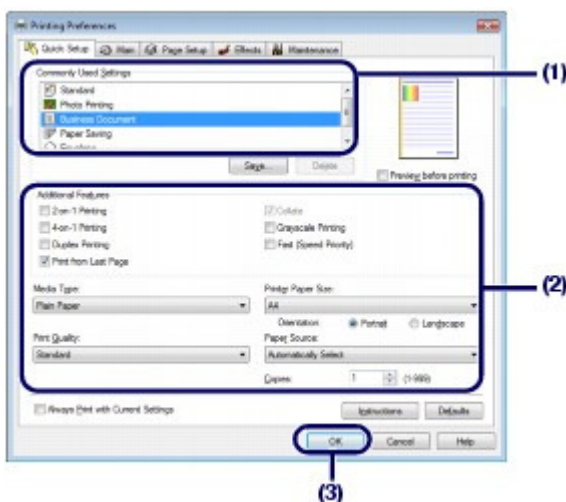 Printing Preferences
Quick Setup Main Page Setup Effects Maintenance
Commonly Used Settings
Standard
Photo Printing
Business Document
Paper Saving
Envelope
(1)
Save... Delete
Preview before printing
Additional Features
2-on-1 Printing
Collate
4-on-1 Printing
Grayscale Printing
Duplex Printing
Fast (Speed Priority)
Print from Last Page
(2)
Media Type:
Printer Paper Size:
Plain Paper
A4
Orientation: Portrait Landscape
Print Quality:
Paper Source:
Standard
Automatically Select
Copies: 1 (1-999)
Always Print with Current Settings
Instructions Defaults
OK Cancel Help
(3)